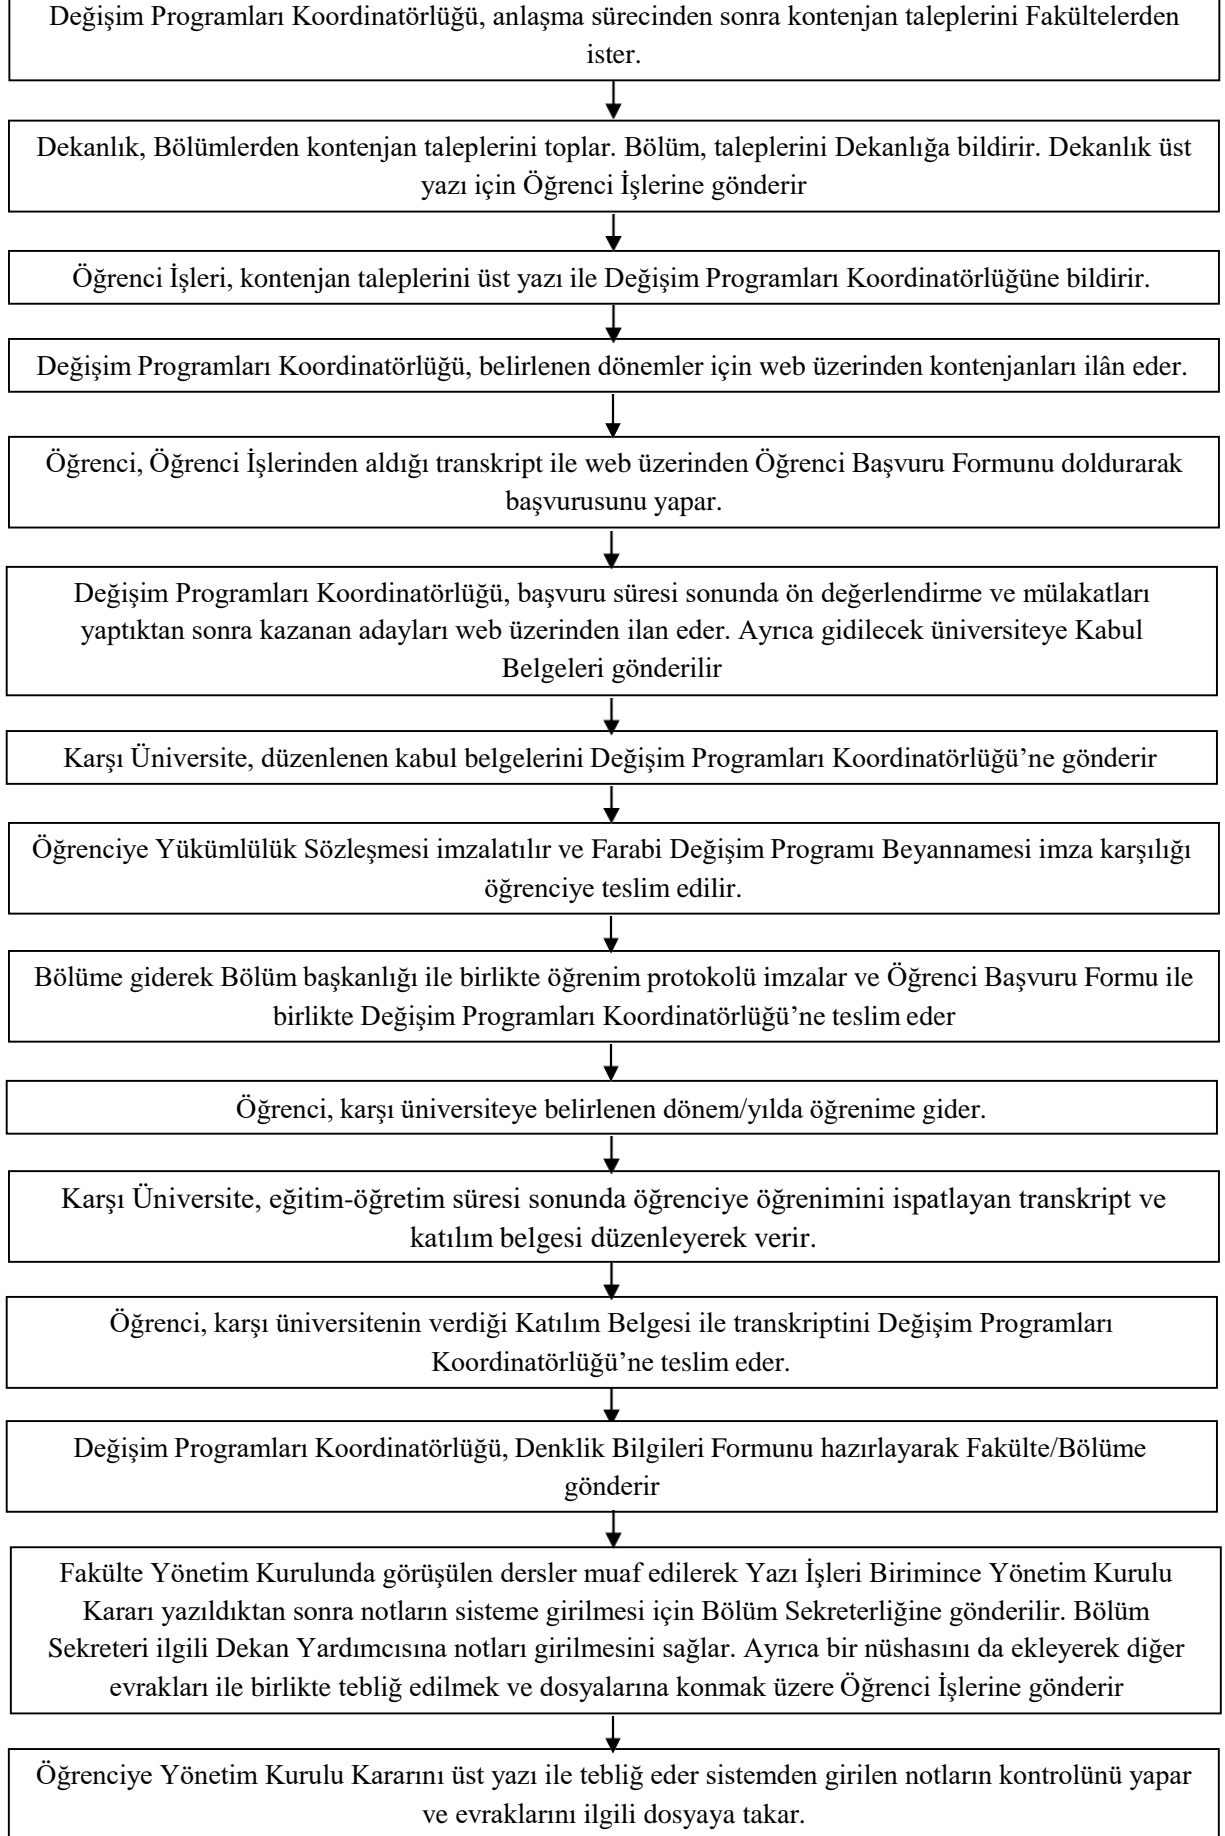 Değişim Programları Koordinatörlüğü, anlaşma sürecinden sonra kontenjan taleplerini Fakültelerden
ister.
Dekanlık, Bölümlerden kontenjan taleplerini toplar. Bölüm, taleplerini Dekanlığa bildirir. Dekanlık üst
yazı için Öğrenci İşlerine gönderir
Öğrenci İşleri, kontenjan taleplerini üst yazı ile Değişim Programları Koordinatörlüğüne bildirir.
Değişim Programları Koordinatörlüğü, belirlenen dönemler için web üzerinden kontenjanları ilân eder.
Öğrenci, Öğrenci İşlerinden aldığı transkript ile web üzerinden Öğrenci Başvuru Formunu doldurarak
başvurusunu yapar.
Değişim Programları Koordinatörlüğü, başvuru süresi sonunda ön değerlendirme ve mülakatları
yaptıktan sonra kazanan adayları web üzerinden ilan eder. Ayrıca gidilecek üniversiteye Kabul
Belgeleri gönderilir
Karşı Üniversite, düzenlenen kabul belgelerini Değişim Programları Koordinatörlüğü’ne gönderir
Öğrenciye Yükümlülük Sözleşmesi imzalatılır ve Farabi Değişim Programı Beyannamesi imza karşılığı
öğrenciye teslim edilir.
Bölüme giderek Bölüm başkanlığı ile birlikte öğrenim protokolü imzalar ve Öğrenci Başvuru Formu ile
birlikte Değişim Programları Koordinatörlüğü’ne teslim eder
Öğrenci, karşı üniversiteye belirlenen dönem/yılda öğrenime gider.
Karşı Üniversite, eğitim-öğretim süresi sonunda öğrenciye öğrenimini ispatlayan transkript ve
katılım belgesi düzenleyerek verir.
Öğrenci, karşı üniversitenin verdiği Katılım Belgesi ile transkriptini Değişim Programları
Koordinatörlüğü’ne teslim eder.
Değişim Programları Koordinatörlüğü, Denklik Bilgileri Formunu hazırlayarak Fakülte/Bölüme
gönderir
Fakülte Yönetim Kurulunda görüşülen dersler muaf edilerek Yazı İşleri Birimince Yönetim Kurulu
Kararı yazıldıktan sonra notların sisteme girilmesi için Bölüm Sekreterliğine gönderilir. Bölüm
Sekreteri ilgili Dekan Yardımcısına notları girilmesini sağlar. Ayrıca bir nüshasını da ekleyerek diğer
evrakları ile birlikte tebliğ edilmek ve dosyalarına konmak üzere Öğrenci İşlerine gönderir
Öğrenciye Yönetim Kurulu Kararını üst yazı ile tebliğ eder sistemden girilen notların kontrolünü yapar
ve evraklarını ilgili dosyaya takar.